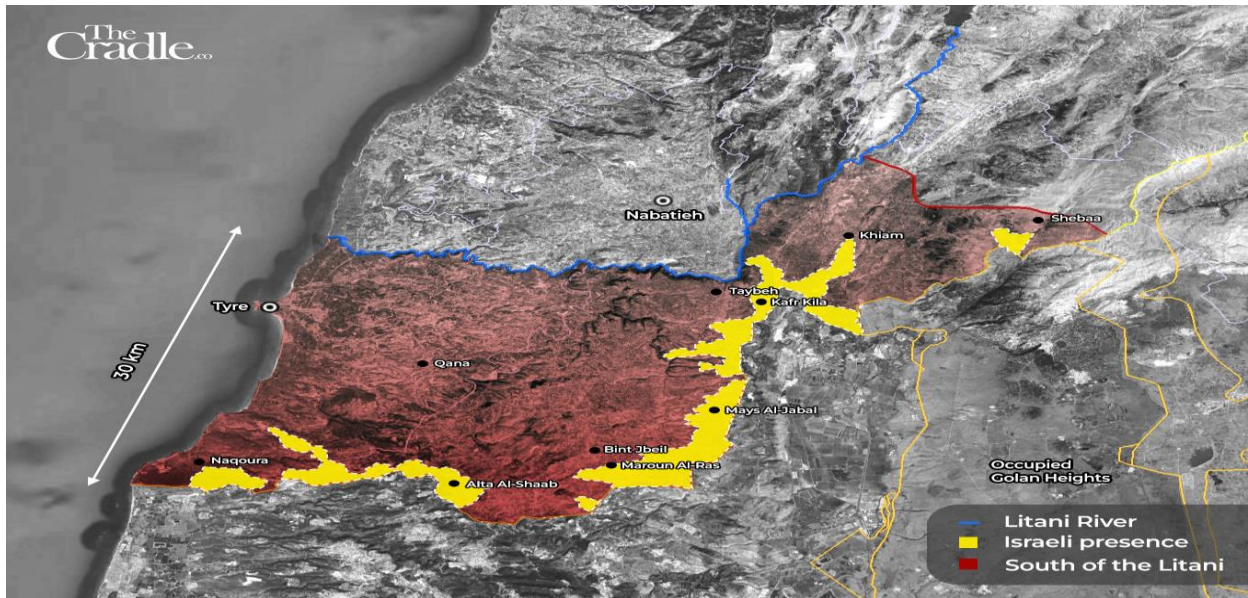 The
Cradle.co
Nabatieh
Shebaa
Khiam
Taybeh
Kafr Kila
Tyre
30 km
Qana
Mays Al-Jabal
Bint Jbeil
Maroun Al-Ras
Naqoura
Alta Al-Shaab
Occupied
Golan Heights
Litani River
Israeli presence
South of the Litani